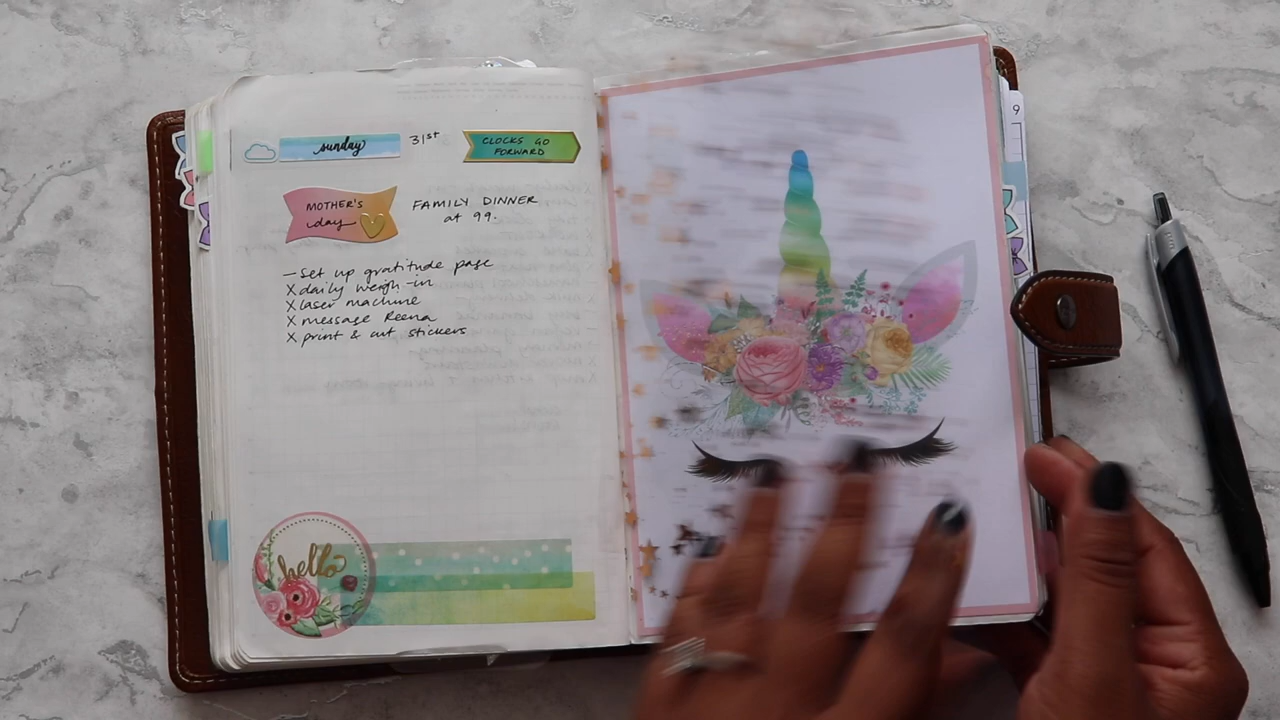 sunday
31st
CLOCKS GO
FORWARD
MOTHER'S
day
FAMILY DINNER
at 99.
— Set up gratitude page
X daily weigh-in
X laser machine
X message Reena
X print & cut stickers
hello
9